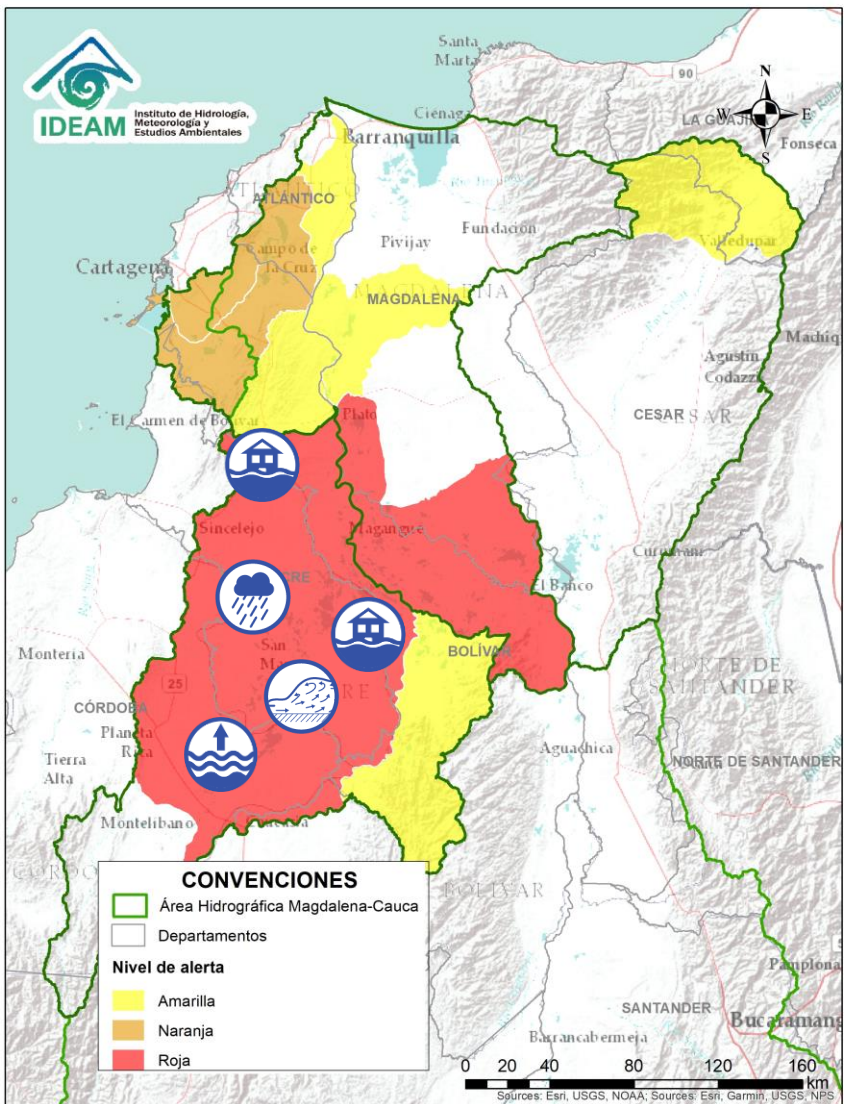 IDEAM
Instituto de Hidrología,
Meteorología y
Estudios Ambientales
Santa
Marta
90
N
W
E
S
LA GUAJIRA
Ciénaga
Barranquilla
Fonseca
ATLÁNTICO
Fundación
Pivijay
Campo de
la Cruz
Valledupar
Cartagena
MAGDALENA
MAGDALENA
Agustín
Codazzi
CESAR
CESAR
El Carmen de Bolívar
Plato
Sincelejo
Magangué
Curumaní
El Banco
San
BOLÍVAR
Montería
NORTE DE
SANTANDER
25
CÓRDOBA
Planeta
Rica
Aguachica
NORTE DE SANTANDER
Tierra
Alta
Montelibano
BOLÍVAR
CONVENCIONES
Área Hidrográfica Magdalena-Cauca
Departamentos
Nivel de alerta
Amarilla
Naranja
Roja
Pamplona
SANTANDER
Bucaramang
Barrancabermeja
0 20 40 80 120 160
km
Sources: Esri, USGS, NOAA; Sources: Esri, Garmin, USGS, NPS